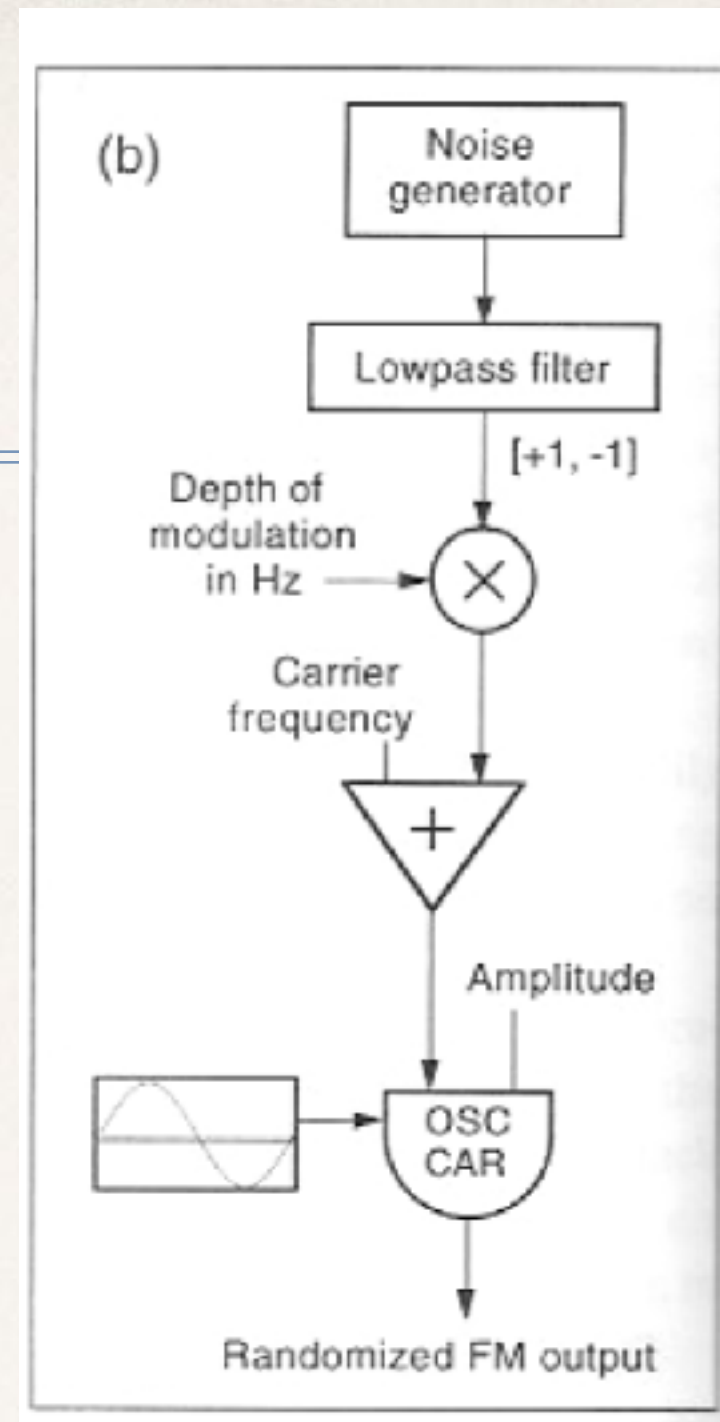 (b)
Noise
generator
Lowpass filter
[+1, -1]
Depth of
modulation
in Hz
×
Carrier
frequency
+
Amplitude
OSC
CAR
Randomized FM output